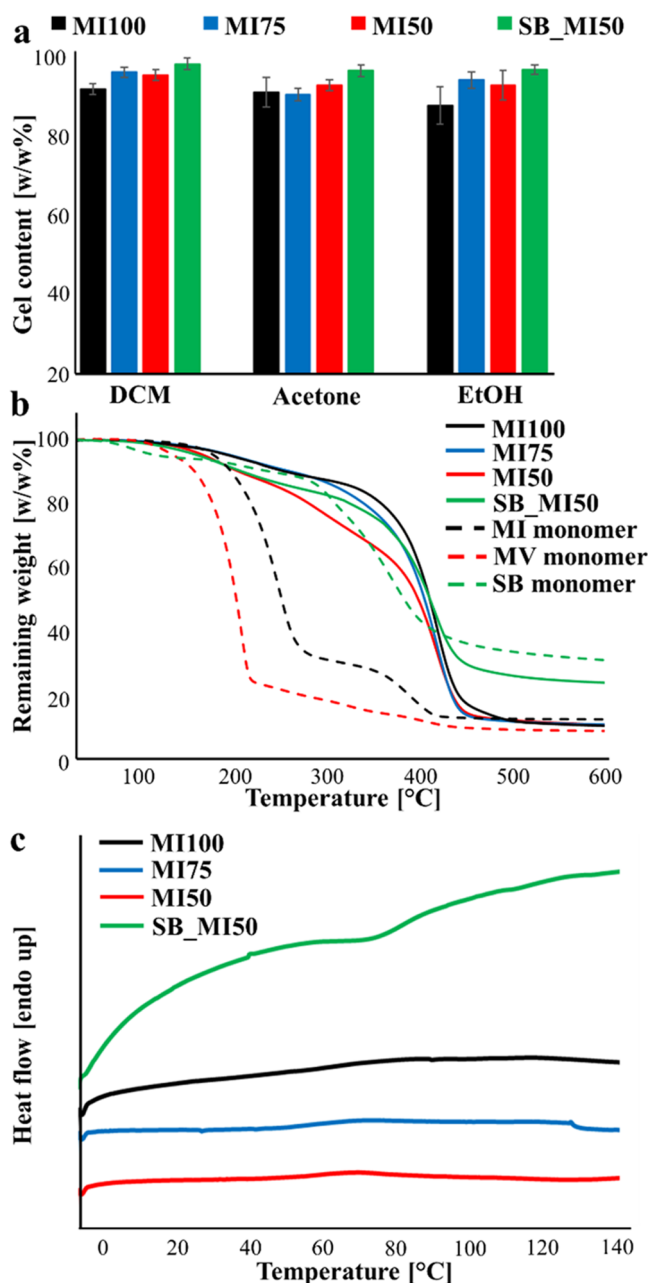 a
MI100 MI75 MI50 SB_MI50
Gel content [w/w%]
100
80
60
40
20
DCM Acetone EtOH
b
Remaining weight [w/w%]
100
80
60
40
20
0
MI100
MI75
MI50
SB_MI50
MI monomer
MV monomer
SB monomer
100 200 300 400 500 600
Temperature [°C]
c
MI100
MI75
MI50
SB_MI50
Heat flow [endo up]
0 20 40 60 80 100 120 140
Temperature [°C]